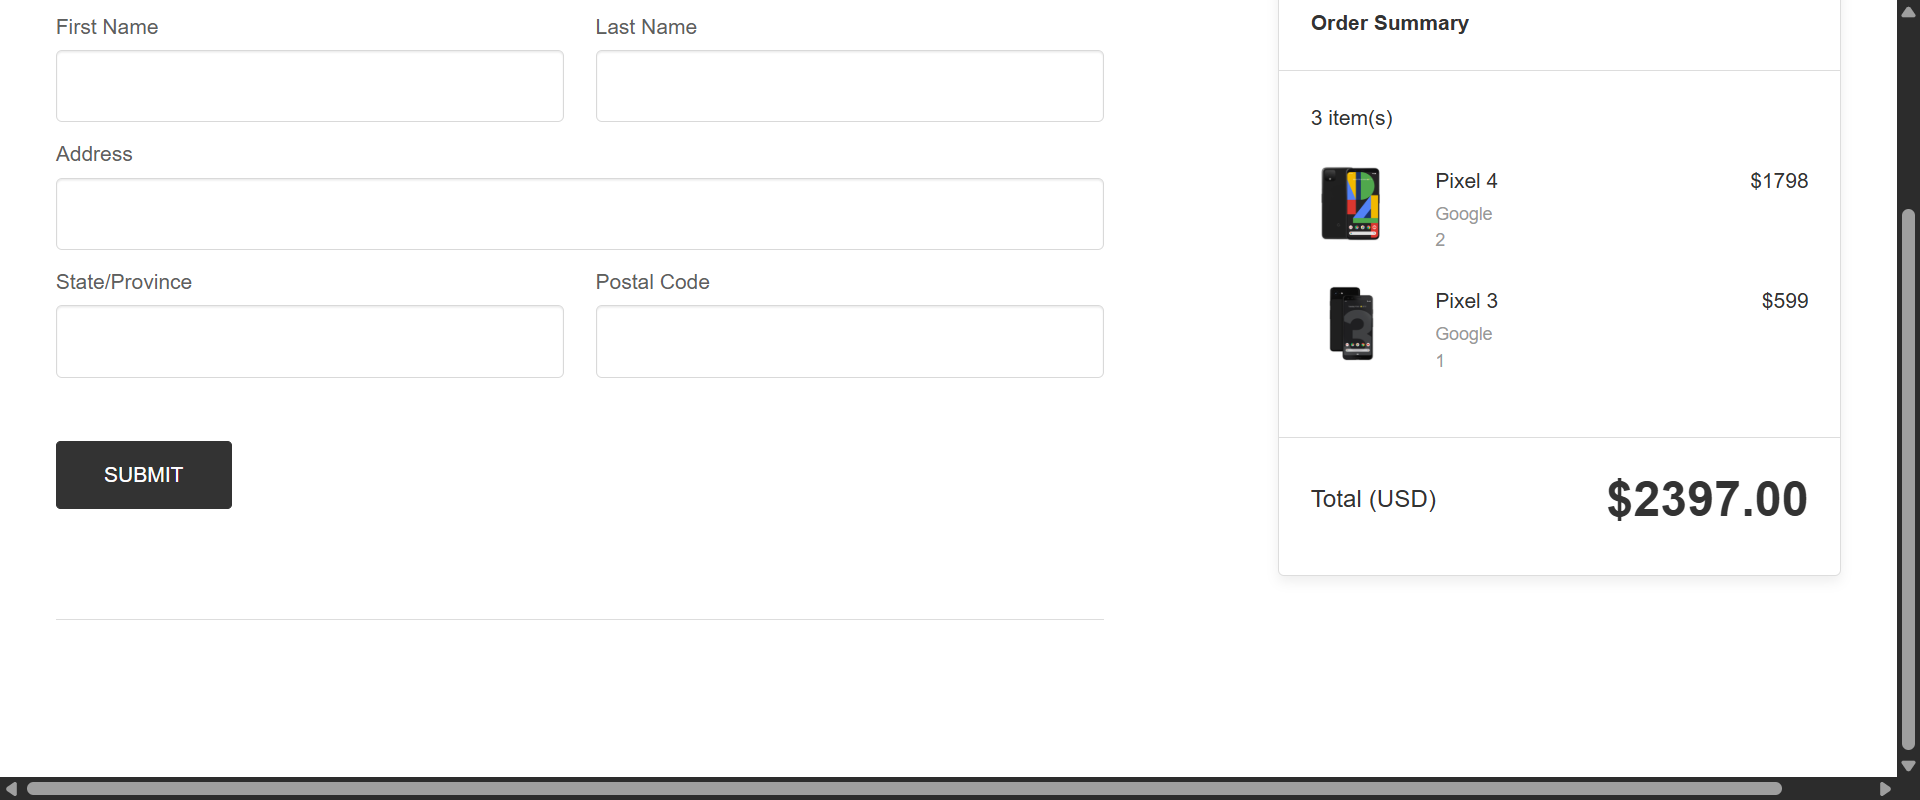 First Name
Last Name
Address
State/Province
Postal Code
SUBMIT
Order Summary
3 item(s)
Pixel 4
$1798
Google
2
Pixel 3
$599
Google
1
Total (USD)
$2397.00